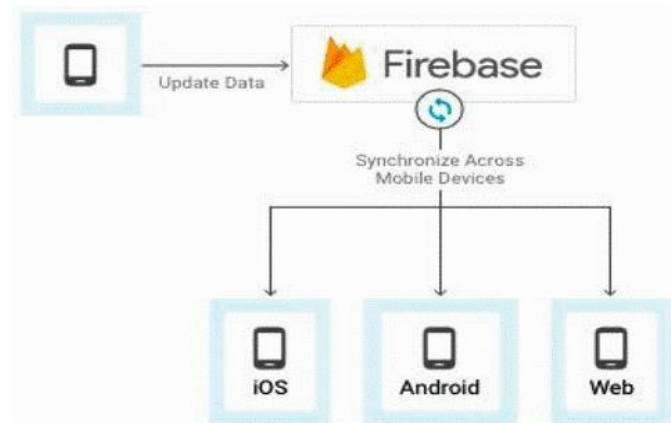 Firebase
Update Data
Synchronize Across
Mobile Devices
iOS
Android
Web